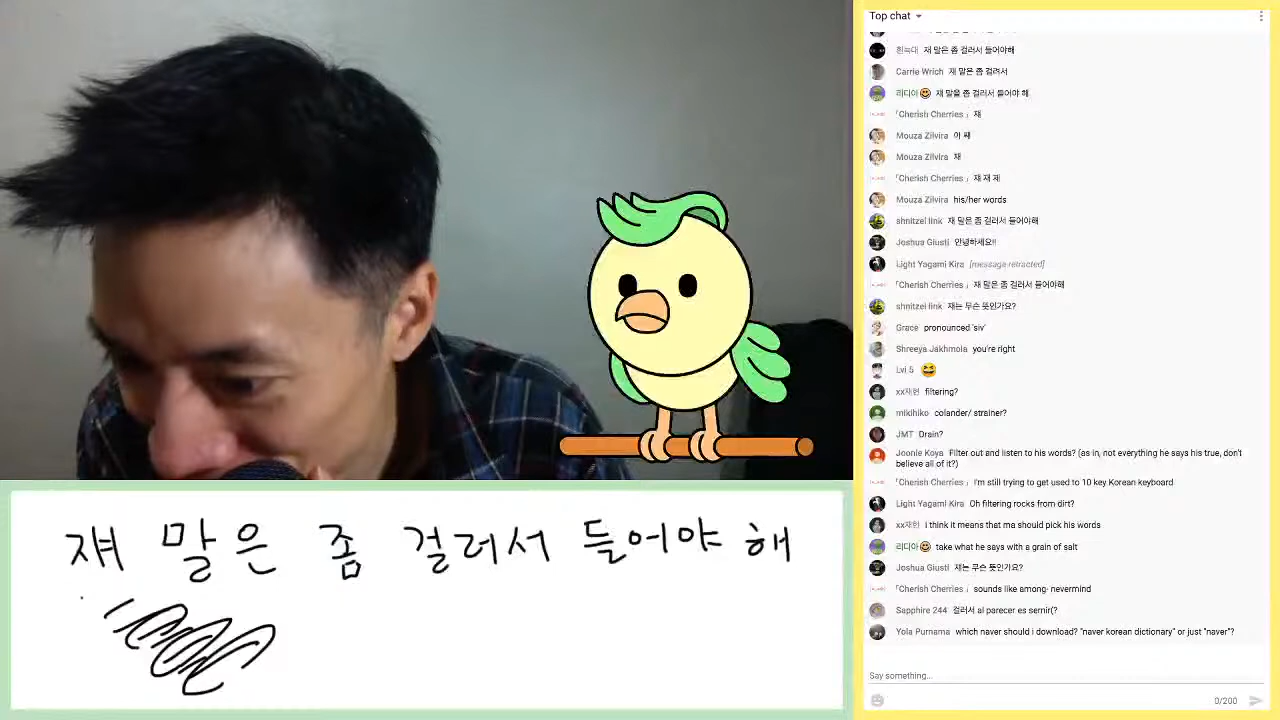 쟤 말은 좀 걸러서 들어야 해
Top chat
흰늑대 재 말은 좀 걸러서 들어야해
Carrie Wrich 재 말은 좀 걸려서
리디아 재 말을 좀 걸러서 들어야 해
「Cherish Cherries 」 재
Mouza Zilvira 이 째
Mouza Zilvira 재
「Cherish Cherries 」 재 재 제
Mouza Zilvira his/her words
shnitzel link 재 말믄 좀 걸러서 들어야해
Joshua Giusti 안녕하세요!!
Light Yagami Kira [message retracted]
「Cherish Cherries 」 재 말은 좀 걸러서 들어야해
shnitzel link 재는 무슨 뜻인가요?
Grace pronounced 'siv'
Shreeya Jakhmola you're right
Lvi 5
xx재현 filtering?
mikihiko colander/ strainer?
JMT Drain?
Joonie Koya Filter out and listen to his words? (as in, not everything he says his true, don't
believe all of it?)
「Cherish Cherries 」 I'm still trying to get used to 10 key Korean keyboard
Light Yagami Kira Oh filtering rocks from dirt?
xx재현 i think it means that ma should pick his words
리디아 take what he says with a grain of salt
Joshua Giusti 재는 무슨 뜻인가요?
「Cherish Cherries 」 sounds like among- nevermind
Sapphire 244 걸러서 al parecer es sernir(?
Yola Purnama which naver should i download? "naver korean dictionary" or just "naver"?
Say something...
0/200